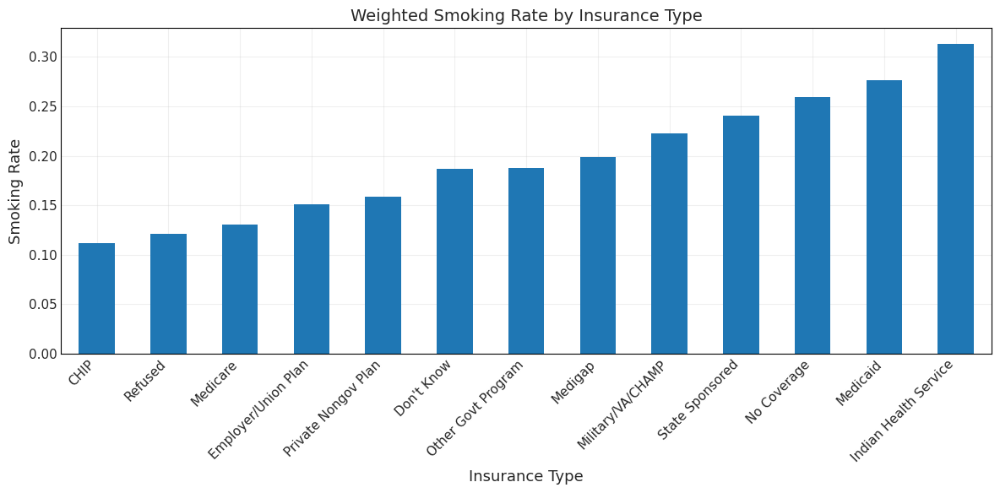 Weighted Smoking Rate by Insurance Type
Smoking Rate
0.30
0.25
0.20
0.15
0.10
0.05
0.00
CHIP
Refused
Medicare
Employer/Union Plan
Private Nongov Plan
Don't Know
Other Govt Program
Medigap
Military/VA/CHAMP
State Sponsored
No Coverage
Medicaid
Indian Health Service
Insurance Type